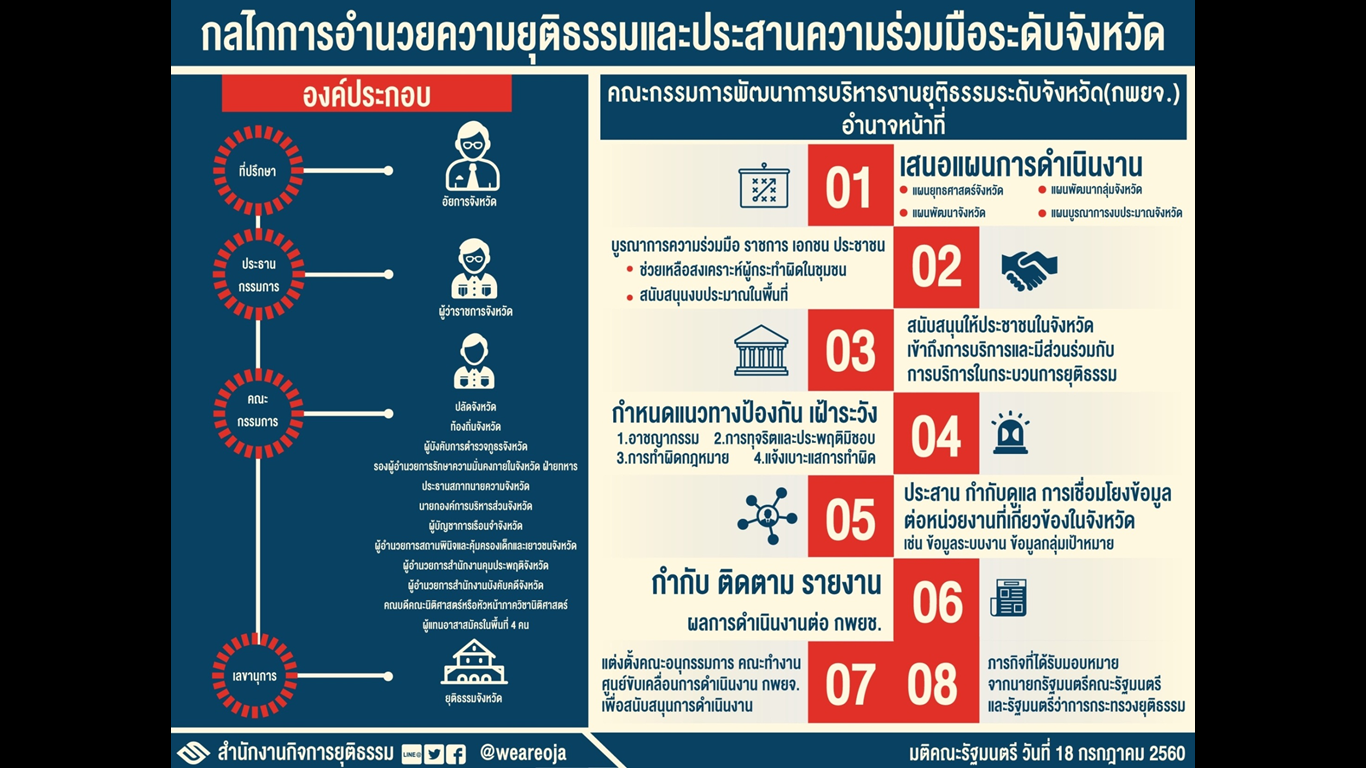 กลไกการอำนวยความยุติธรรมและประสานความร่วมมือระดับจังหวัด
องค์ประกอบ
ที่ปรึกษา
อัยการจังหวัด
ประธาน
กรรมการ
ผู้ว่าราชการจังหวัด
คณะ
กรรมการ
ปลัดจังหวัด
ท้องถิ่นจังหวัด
ผู้บังคับการตำรวจภูธรจังหวัด
รองผู้อำนวยการรักษาความมั่นคงภายในจังหวัด ฝ่ายทหาร
ประธานสภาทนายความจังหวัด
นายกองค์การบริหารส่วนจังหวัด
ผู้บัญชาการเรือนจำจังหวัด
ผู้อำนวยการสถานพินิจและคุ้มครองเด็กและเยาวชนจังหวัด
ผู้อำนวยการสำนักงานคุมประพฤติจังหวัด
ผู้อำนวยการสำนักงานบังคับคดีจังหวัด
คณบดีคณะนิติศาสตร์หรือหัวหน้าภาควิชานิติศาสตร์
ผู้แทนอาสาสมัครในพื้นที่ 4 คน
เลขานุการ
ยุติธรรมจังหวัด
คณะกรรมการพัฒนาการบริหารงานยุติธรรมระดับจังหวัด(กพยจ.)
อำนาจหน้าที่
01
เสนอแผนการดำเนินงาน
• แผนยุทธศาสตร์จังหวัด • แผนพัฒนากลุ่มจังหวัด
• แผนพัฒนาจังหวัด • แผนบูรณาการงบประมาณจังหวัด
บูรณาการความร่วมมือ ราชการ เอกชน ประชาชน
• ช่วยเหลือสงเคราะห์ผู้กระทำผิดในชุมชน
• สนับสนุนงบประมาณในพื้นที่
02
03
สนับสนุนให้ประชาชนในจังหวัด
เข้าถึงการบริการและมีส่วนร่วมกับ
การบริการในกระบวนการยุติธรรม
กำหนดแนวทางป้องกัน เฝ้าระวัง
1.อาชญากรรม 2.การทุจริตและประพฤติมิชอบ
3.การทำผิดกฎหมาย 4.แจ้งเบาะแสการทำผิด
04
05
ประสาน กำกับดูแล การเชื่อมโยงข้อมูล
ต่อหน่วยงานที่เกี่ยวข้องในจังหวัด
เช่น ข้อมูลระบบงาน ข้อมูลกลุ่มเป้าหมาย
กำกับ ติดตาม รายงาน
ผลการดำเนินงานต่อ กพยช.
06
แต่งตั้งคณะอนุกรรมการ คณะทำงาน
ศูนย์ขับเคลื่อนการดำเนินงาน กพยจ.
เพื่อสนับสนุนการดำเนินงาน
07
08
ภารกิจที่ได้รับมอบหมาย
จากนายกรัฐมนตรีคณะรัฐมนตรี
และรัฐมนตรีว่าการกระทรวงยุติธรรม
สำนักงานกิจการยุติธรรม LINE@ @weareoja
มติคณะรัฐมนตรี วันที่ 18 กรกฎาคม 2560